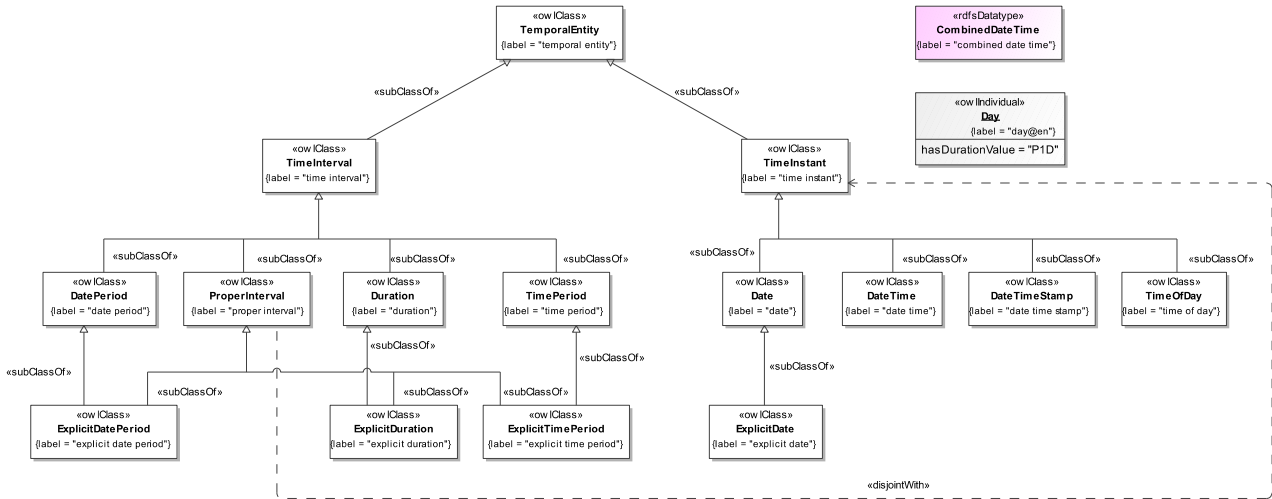 «owlClass»
TemporalEntity
{label = "temporal entity"}
«rdfsDatatype»
CombinedDateTime
{label = "combined date time"}
«subClassOf»
«subClassOf»
«owlIndividual»
Day
{label = "day@en"}
hasDurationValue = "P1D"
«owlClass»
TimeInterval
{label = "time interval"}
«owlClass»
TimeInstant
{label = "time instant"}
«subClassOf»
«subClassOf»
«subClassOf»
«subClassOf»
«subClassOf»
«subClassOf»
«subClassOf»
«subClassOf»
«owlClass»
DatePeriod
{label = "date period"}
«owlClass»
ProperInterval
{label = "proper interval"}
«owlClass»
Duration
{label = "duration"}
«owlClass»
TimePeriod
{label = "time period"}
«owlClass»
Date
{label = "date"}
«owlClass»
DateTime
{label = "date time"}
«owlClass»
DateTimeStamp
{label = "date time stamp"}
«owlClass»
TimeOfDay
{label = "time of day"}
«subClassOf»
«subClassOf»
«subClassOf»
«subClassOf»
«subClassOf»
«subClassOf»
«subClassOf»
«owlClass»
ExplicitDatePeriod
{label = "explicit date period"}
«owlClass»
ExplicitDuration
{label = "explicit duration"}
«owlClass»
ExplicitTimePeriod
{label = "explicit time period"}
«owlClass»
ExplicitDate
{label = "explicit date"}
«disjointWith»